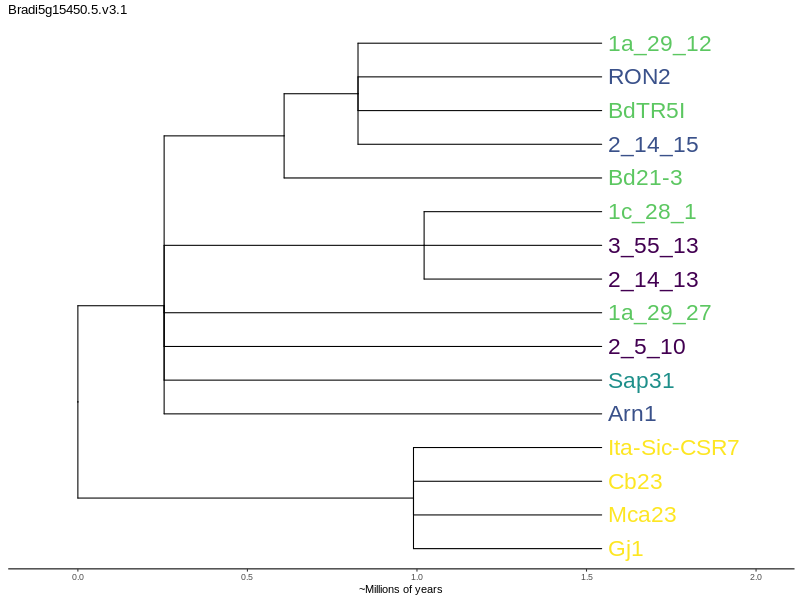 Bradi5g15450.5.v3.1
1a_29_12
RON2
BdTR5I
2_14_15
Bd21-3
1c_28_1
3_55_13
2_14_13
1a_29_27
2_5_10
Sap31
Arn1
Ita-Sic-CSR7
Cb23
Mca23
Gj1
0.0 0.5 1.0 1.5 2.0
~Millions of years